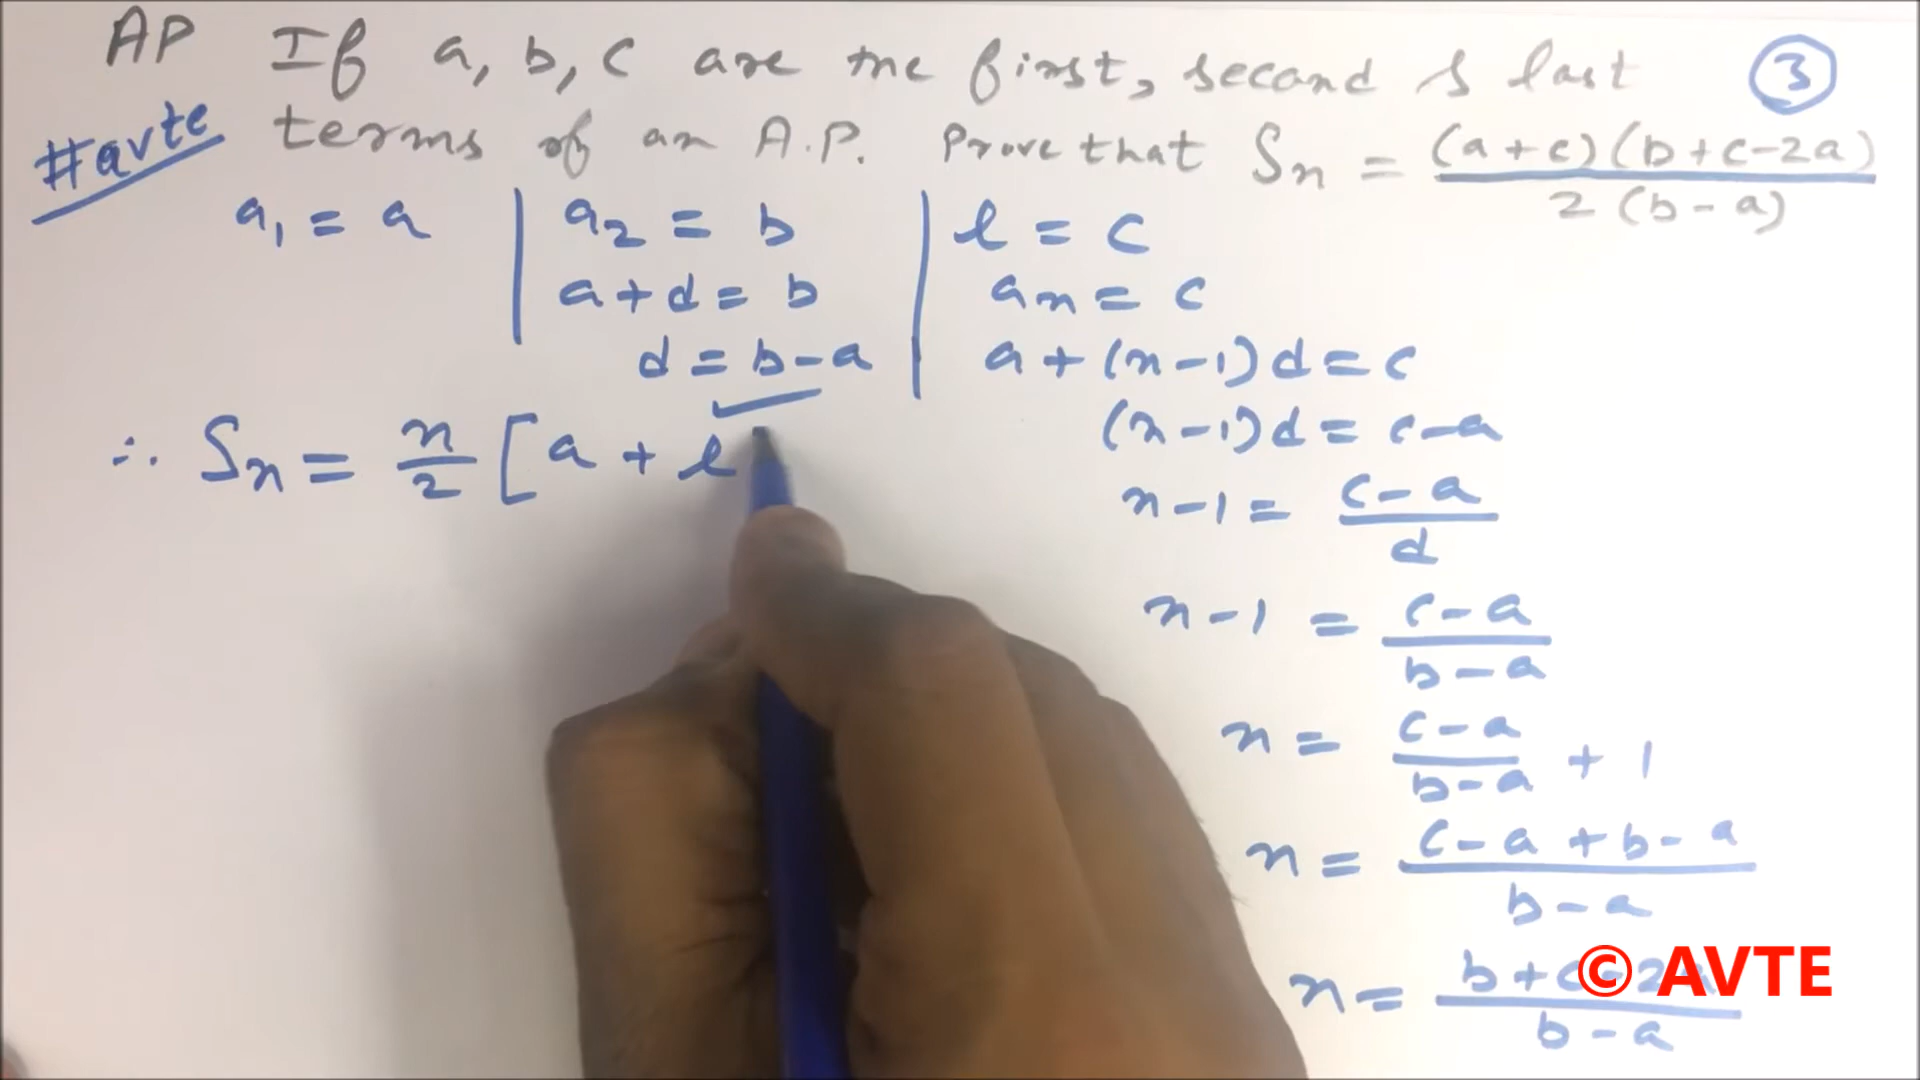 AP If a, b, c are the first, second & last ③
#avte terms of an A.P. Prove that Sn = (a+c)(b+c-2a) / 2(b-a)
a₁ = a | a₂ = b | l = c
a+d = b | an = c
d = b-a | a+(n-1)d = c
(n-1)d = c-a
∴ Sn = n/2 [a + l
n-1 = c-a / d
n-1 = c-a / b-a
n = c-a / b-a + 1
n = c-a+b-a / b-a
n = b+c-2a / b-a
© AVTE